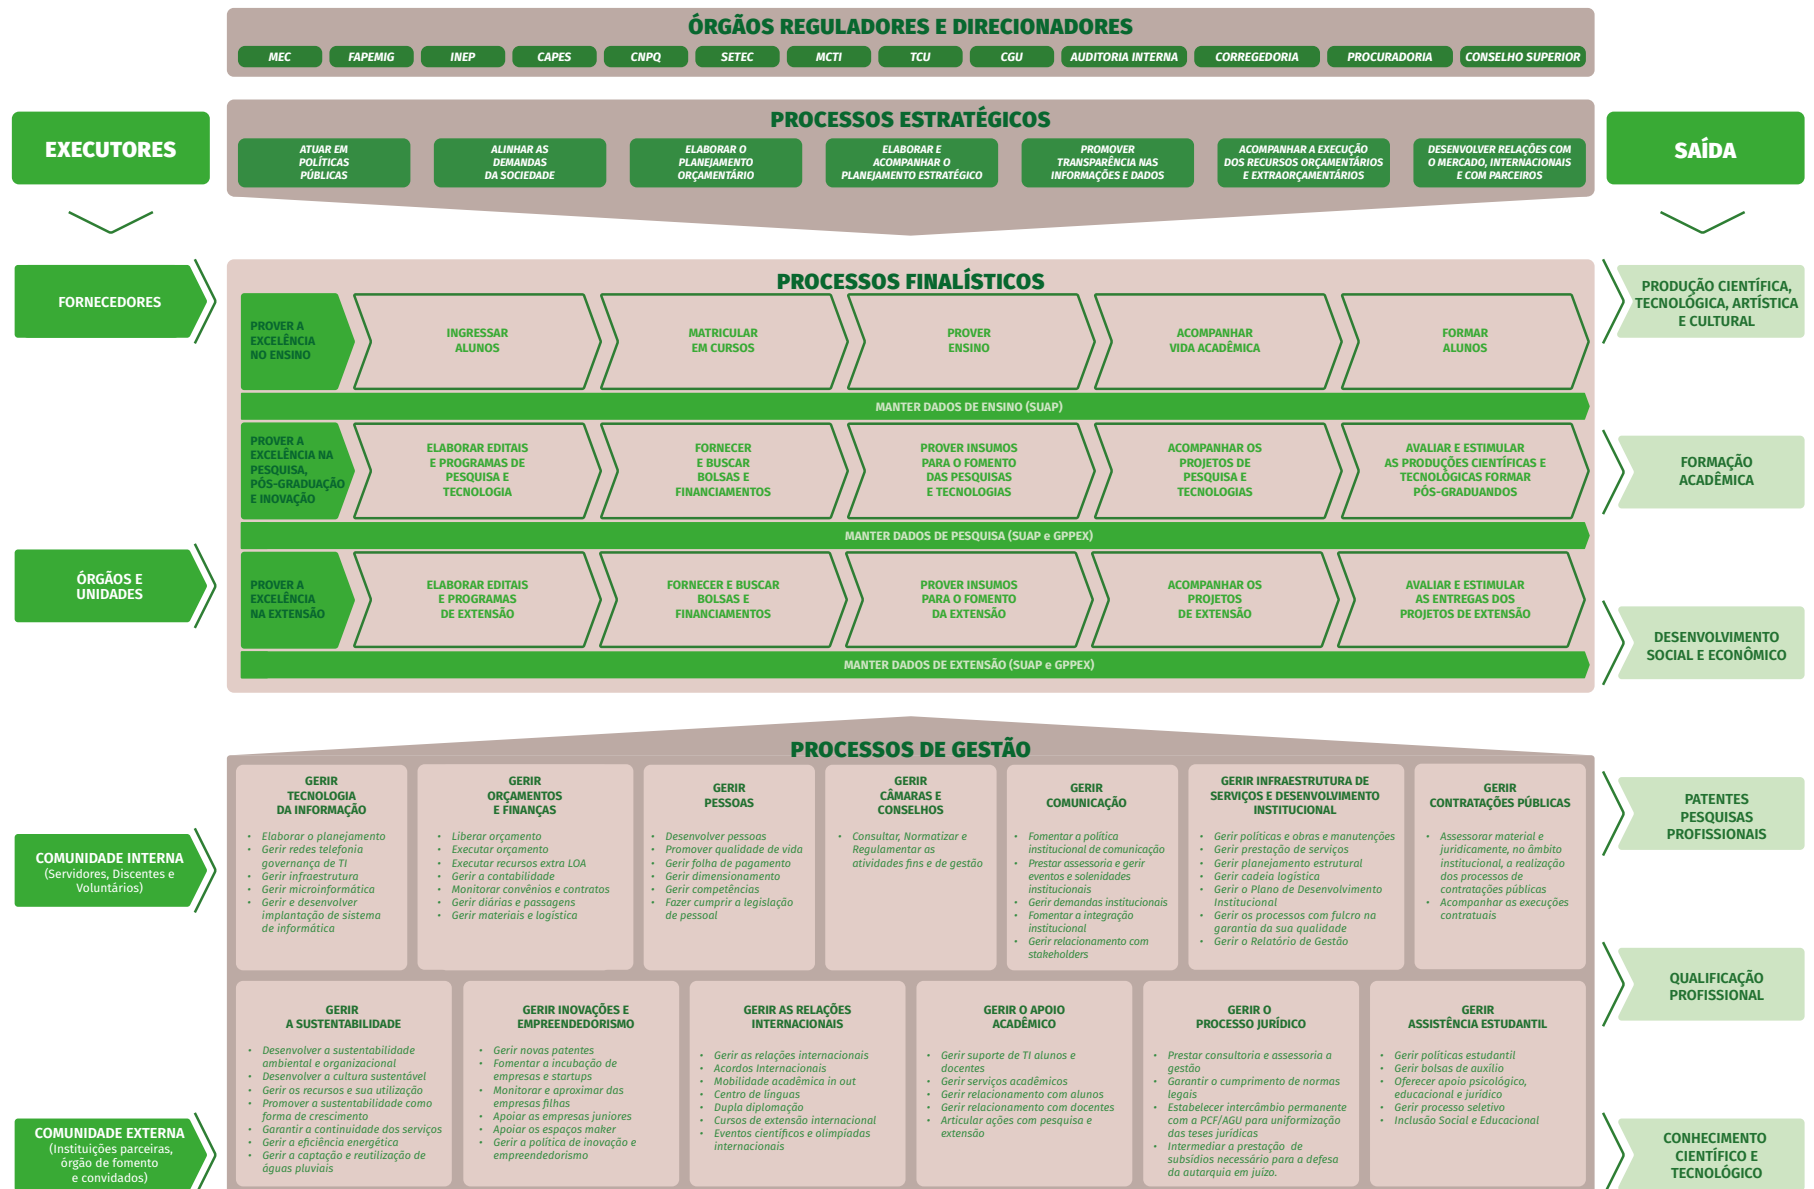 ÓRGÃOS REGULADORES E DIRECIONADORES
MEC
FAPEMIG
INEP
CAPES
CNPQ
SETEC
MCTI
TCU
CGU
AUDITORIA INTERNA
CORREGEDORIA
PROCURADORIA
CONSELHO SUPERIOR
EXECUTORES
PROCESSOS ESTRATÉGICOS
ATUAR EM
POLÍTICAS
PÚBLICAS
ALINHAR AS
DEMANDAS
DA SOCIEDADE
ELABORAR O
PLANEJAMENTO
ORÇAMENTÁRIO
ELABORAR E
ACOMPANHAR O
PLANEJAMENTO ESTRATÉGICO
PROMOVER
TRANSPARÊNCIA NAS
INFORMAÇÕES E DADOS
ACOMPANHAR A EXECUÇÃO
DOS RECURSOS ORÇAMENTÁRIOS
E EXTRAORÇAMENTÁRIOS
DESENVOLVER RELAÇÕES COM
O MERCADO, INTERNACIONAIS
E COM PARCEIROS
SAÍDA
FORNECEDORES
ÓRGÃOS E
UNIDADES
COMUNIDADE INTERNA
(Servidores, Discentes e
Voluntários)
COMUNIDADE EXTERNA
(Instituições parceiras,
órgão de fomento
e convidados)
PROCESSOS FINALÍSTICOS
PROVER A
EXCELÊNCIA
NO ENSINO
INGRESSAR
ALUNOS
MATRICULAR
EM CURSOS
PROVER
ENSINO
ACOMPANHAR
VIDA ACADÊMICA
FORMAR
ALUNOS
MANTER DADOS DE ENSINO (SUAP)
PROVER A
EXCELÊNCIA NA
PESQUISA,
PÓS-GRADUAÇÃO
E INOVAÇÃO
ELABORAR EDITAIS
E PROGRAMAS DE
PESQUISA E
TECNOLOGIA
FORNECER
E BUSCAR
BOLSAS E
FINANCIAMENTOS
PROVER INSUMOS
PARA O FOMENTO
DAS PESQUISAS
E TECNOLOGIAS
ACOMPANHAR OS
PROJETOS DE
PESQUISA E
TECNOLOGIAS
AVALIAR E ESTIMULAR
AS PRODUÇÕES CIENTÍFICAS E
TECNOLÓGICAS FORMAR
PÓS-GRADUANDOS
MANTER DADOS DE PESQUISA (SUAP e GPPEX)
PROVER A
EXCELÊNCIA
NA EXTENSÃO
ELABORAR EDITAIS
E PROGRAMAS
DE EXTENSÃO
FORNECER E BUSCAR
BOLSAS E
FINANCIAMENTOS
PROVER INSUMOS
PARA O FOMENTO
DA EXTENSÃO
ACOMPANHAR OS
PROJETOS
DE EXTENSÃO
AVALIAR E ESTIMULAR
AS ENTREGAS DOS
PROJETOS DE EXTENSÃO
MANTER DADOS DE EXTENSÃO (SUAP e GPPEX)
PROCESSOS DE GESTÃO
GERIR
TECNOLOGIA
DA INFORMAÇÃO
• Elaborar o planejamento
• Gerir redes telefonia
governança de TI
• Gerir infraestrutura
• Gerir microinformática
• Gerir e desenvolver
implantação de sistema
de informática
GERIR
ORÇAMENTOS
E FINANÇAS
• Liberar orçamento
• Executar orçamento
• Executar recursos extra LOA
• Gerir a contabilidade
• Monitorar convênios e contratos
• Gerir diárias e passagens
• Gerir materiais e logística
GERIR
PESSOAS
• Desenvolver pessoas
• Promover qualidade de vida
• Gerir folha de pagamento
• Gerir dimensionamento
• Gerir competências
• Fazer cumprir a legislação
de pessoal
GERIR
CÂMARAS E
CONSELHOS
• Consultar, Normatizar e
Regulamentar as
atividades fins e de gestão
GERIR
COMUNICAÇÃO
• Fomentar a política
institucional de comunicação
• Prestar assessoria e gerir
eventos e solenidades
institucionais
• Gerir demandas institucionais
• Fomentar a integração
institucional
• Gerir relacionamento com
stakeholders
GERIR INFRAESTRUTURA DE
SERVIÇOS E DESENVOLVIMENTO
INSTITUCIONAL
• Gerir políticas e obras e manutenções
• Gerir prestação de serviços
• Gerir planejamento estrutural
• Gerir cadeia logística
• Gerir o Plano de Desenvolvimento
Institucional
• Gerir os processos com fulcro na
garantia da sua qualidade
• Gerir o Relatório de Gestão
GERIR
CONTRATAÇÕES PÚBLICAS
• Assessorar material e
juridicamente, no âmbito
institucional, a realização
dos processos de
contratações públicas
• Acompanhar as execuções
contratuais
GERIR
A SUSTENTABILIDADE
• Desenvolver a sustentabilidade
ambiental e organizacional
• Desenvolver a cultura sustentável
• Gerir os recursos e sua utilização
• Promover a sustentabilidade como
forma de crescimento
• Garantir a continuidade dos serviços
• Gerir a eficiência energética
• Gerir a captação e reutilização de
águas pluviais
GERIR INOVAÇÕES E
EMPREENDEDORISMO
• Gerir novas patentes
• Fomentar a incubação de
empresas e startups
• Monitorar e aproximar das
empresas filhas
• Apoiar as empresas juniores
• Apoiar os espaços maker
• Gerir a política de inovação e
empreendedorismo
GERIR AS RELAÇÕES
INTERNACIONAIS
• Gerir as relações internacionais
• Acordos Internacionais
• Mobilidade acadêmica in out
• Centro de línguas
• Dupla diplomação
• Cursos de extensão internacional
• Eventos científicos e olimpíadas
internacionais
GERIR O APOIO
ACADÊMICO
• Gerir suporte de TI alunos e
docentes
• Gerir serviços acadêmicos
• Gerir relacionamento com alunos
• Gerir relacionamento com docentes
• Articular ações com pesquisa e
extensão
GERIR O
PROCESSO JURÍDICO
• Prestar consultoria e assessoria a
gestão
• Garantir o cumprimento de normas
legais
• Estabelecer intercâmbio permanente
com a PCF/AGU para uniformização
das teses jurídicas
• Intermediar a prestação de
subsídios necessário para a defesa
da autarquia em juízo.
GERIR
ASSISTÊNCIA ESTUDANTIL
• Gerir políticas estudantil
• Gerir bolsas de auxílio
• Oferecer apoio psicológico,
educacional e jurídico
• Gerir processo seletivo
• Inclusão Social e Educacional
PRODUÇÃO CIENTÍFICA,
TECNOLÓGICA, ARTÍSTICA
E CULTURAL
FORMAÇÃO
ACADÊMICA
DESENVOLVIMENTO
SOCIAL E ECONÔMICO
PATENTES
PESQUISAS
PROFISSIONAIS
QUALIFICAÇÃO
PROFISSIONAL
CONHECIMENTO
CIENTÍFICO E
TECNOLÓGICO